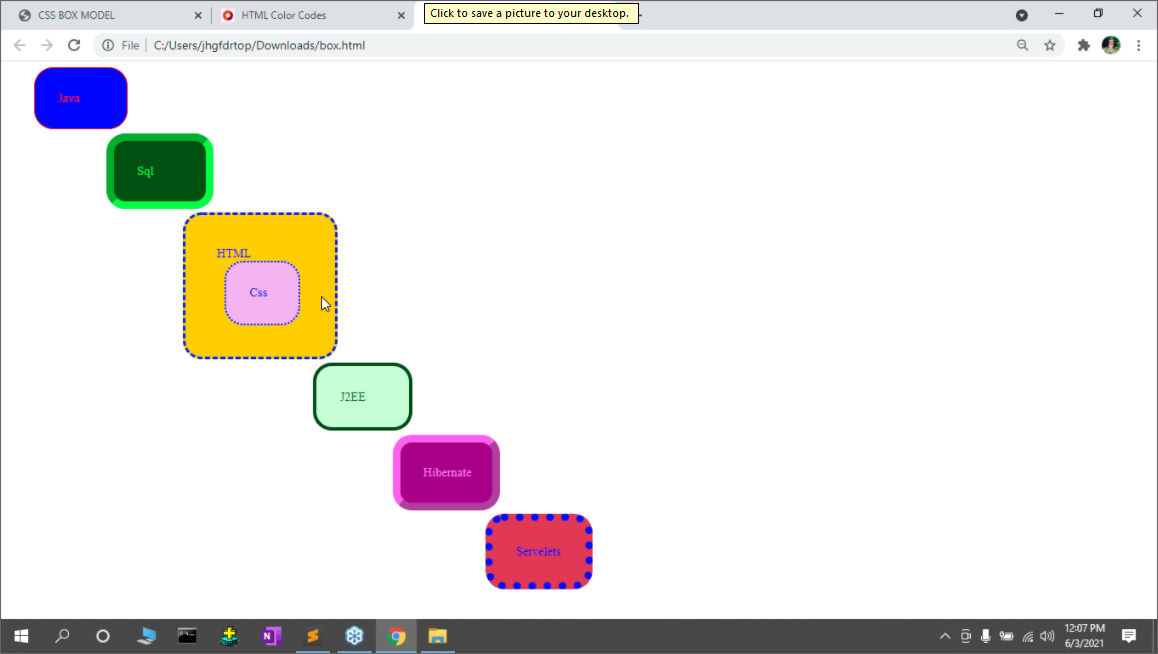 CSS BOX MODEL
HTML Color Codes
Click to save a picture to your desktop.
File
C:/Users/jhgfdrtop/Downloads/box.html
Java
Sql
HTML
Css
J2EE
Hibernate
Servelets
12:07 PM
6/3/2021